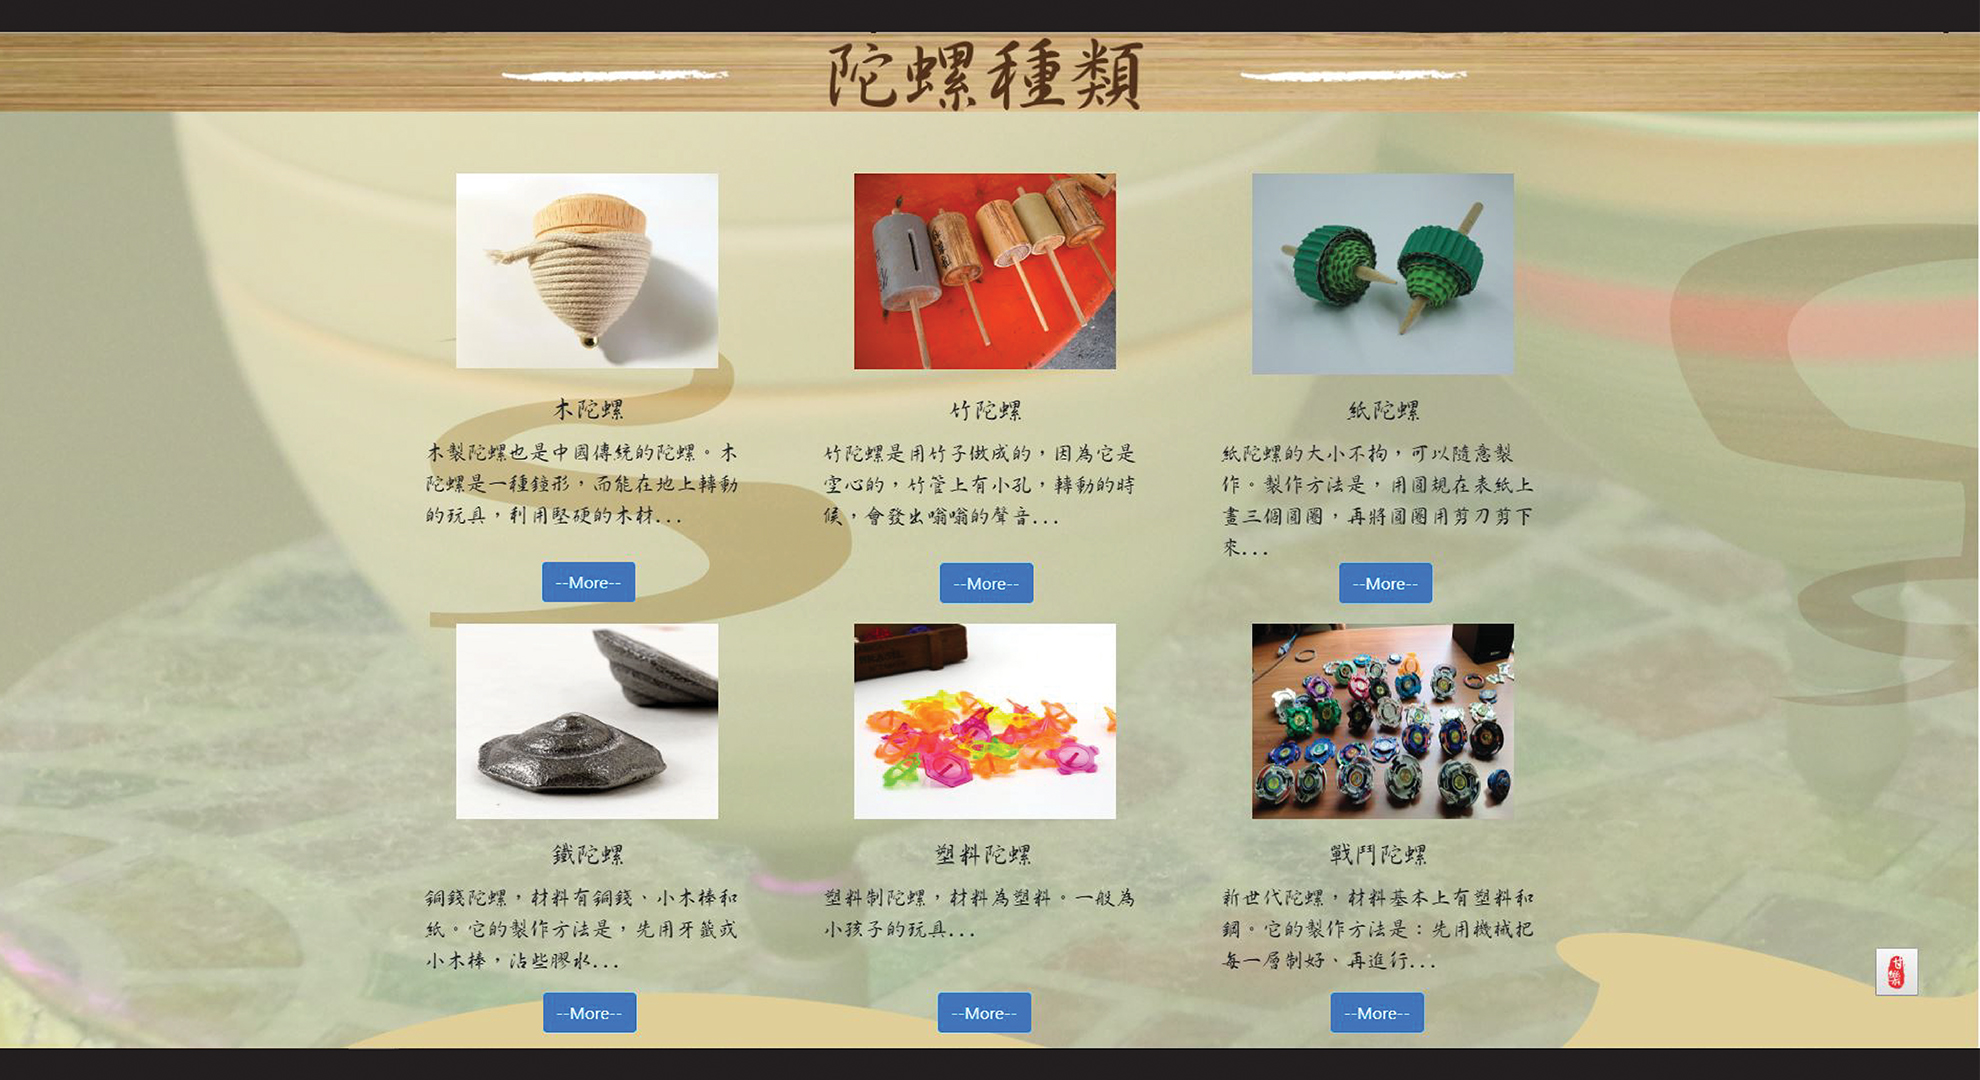 陀螺種類
木陀螺
木製陀螺也是中國傳統的陀螺。木
陀螺是一種鐘形,而能在地上轉動
的玩具,利用堅硬的木材...
--More--
竹陀螺
竹陀螺是用竹子做成的,因為它是
空心的,竹管上有小孔,轉動的時
候,會發出嗡嗡的聲音...
--More--
紙陀螺
紙陀螺的大小不拘,可以隨意製
作。製作方法是,用圓規在表紙上
畫三個圓圈,再將圓圈用剪刀剪下
來...
--More--
鐵陀螺
銅錢陀螺,材料有銅錢、小木棒和
紙。它的製作方法是,先用牙籤或
小木棒,沾些膠水...
--More--
塑料陀螺
塑料制陀螺,材料為塑料。一般為
小孩子的玩具...
--More--
戰鬥陀螺
新世代陀螺,材料基本上有塑料和
鋼。它的製作方法是:先用機械把
每一層制好、再進行...
--More--